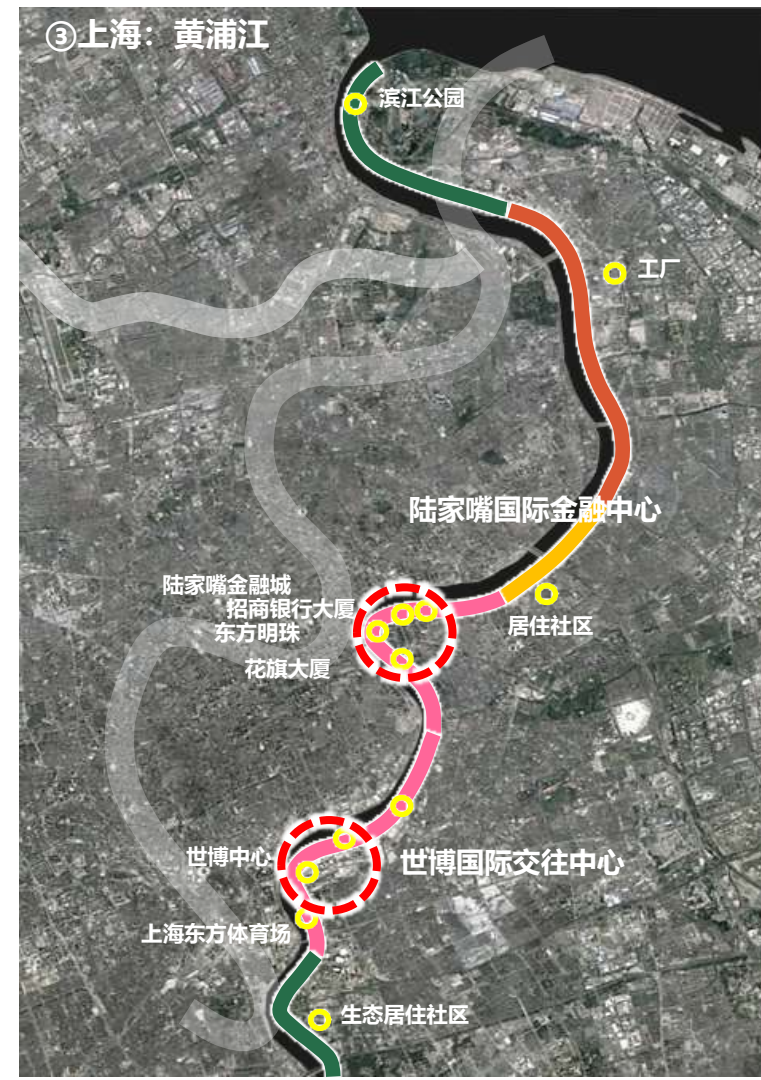 ③上海：黄浦江
滨江公园
工厂
陆家嘴国际金融中心
陆家嘴金融城
招商银行大厦
东方明珠
居住社区
花旗大厦
世博中心
世博国际交往中心
上海东方体育场
生态居住社区